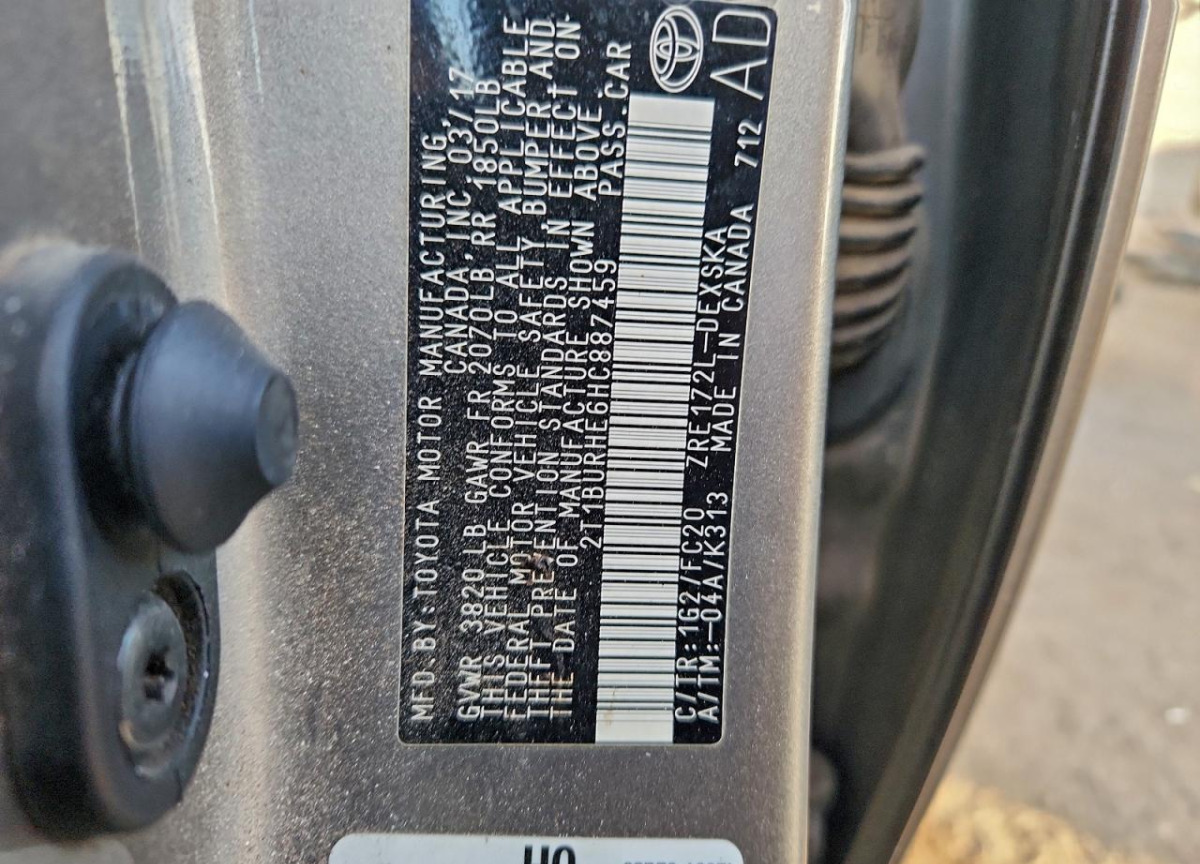 MFD. BY:TOYOTA MOTOR MANUFACTURING,
CANADA, INC. 03/17
GVWR 3820LB GAWR FR 2070LB, RR 1850LB
THIS VEHICLE CONFORMS TO ALL APPLICABLE
FEDERAL MOTOR VEHICLE SAFETY, BUMPER, AND
THEFT PREVENTION STANDARDS IN EFFECT ON
THE DATE OF MANUFACTURE SHOWN ABOVE.
2T1BURHE6HC887459 PASS.CAR
C/TR:1G2/FC20 ZRE172L-DEXSKA 712
A/TM:-04A/K313 MADE IN CANADA
AD